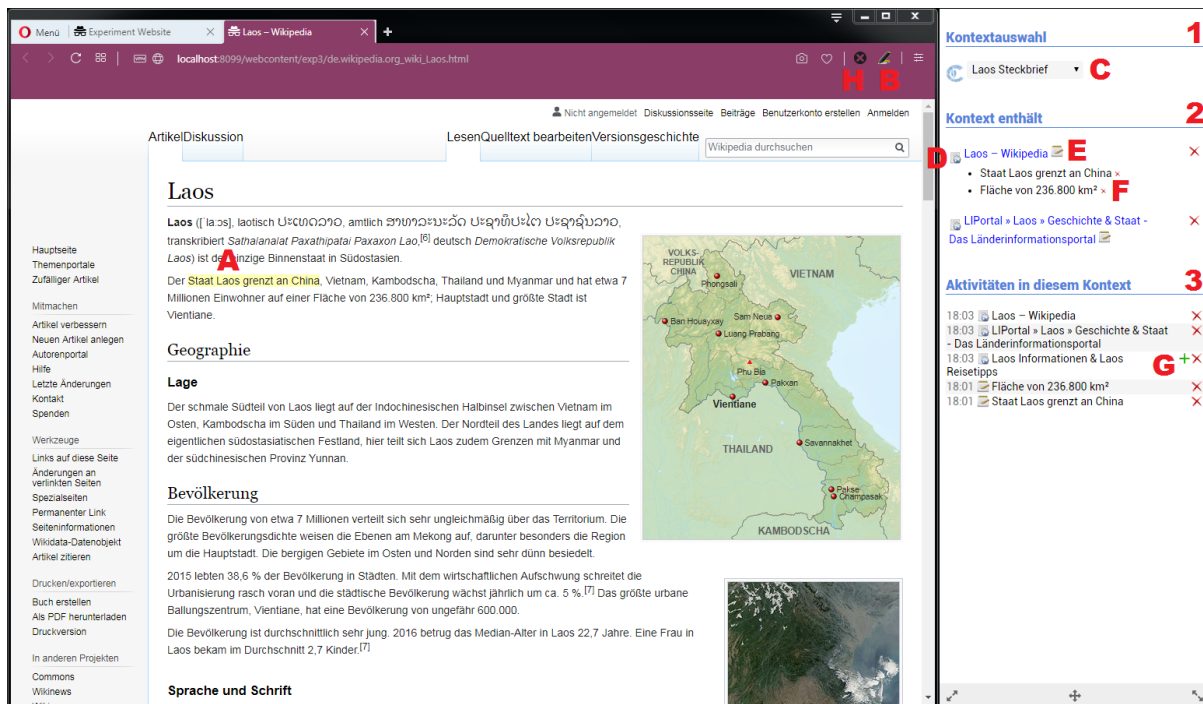 Menü
Experiment Website
Laos – Wikipedia
localhost:8099/webcontent/exp3/de.wikipedia.org_wiki_Laos.html
H
B
Nicht angemeldet Diskussionsseite Beiträge Benutzerkonto erstellen Anmelden
ArtikelDiskussion
LesenQuelltext bearbeitenVersionsgeschichte
Wikipedia durchsuchen
Hauptseite
Themenportale
Zufälliger Artikel
Mitmachen
Artikel verbessern
Neuen Artikel anlegen
Autorenportal
Hilfe
Letzte Änderungen
Kontakt
Spenden
Werkzeuge
Links auf diese Seite
Änderungen an
verlinkten Seiten
Spezialseiten
Permanenter Link
Seiteninformationen
Wikidata-Datenobjekt
Artikel zitieren
Drucken/exportieren
Buch erstellen
Als PDF herunterladen
Druckversion
In anderen Projekten
Commons
Wikinews
Laos
Laos ([ˈlaːɔs], laotisch ປະເທດລາວ, amtlich ສາທາລະນະລັດ ປະຊາທິປະໄຕ ປະຊາຊົນລາວ,
transkribiert Sathalanalat Paxathipatai Paxaxon Lao,[6] deutsch Demokratische Volksrepublik
Laos) ist der einzige Binnenstaat in Südostasien.
A
Der Staat Laos grenzt an China, Vietnam, Kambodscha, Thailand und Myanmar und hat etwa 7
Millionen Einwohner auf einer Fläche von 236.800 km²; Hauptstadt und größte Stadt ist
Vientiane.
Geographie
Lage
Der schmale Südteil von Laos liegt auf der Indochinesischen Halbinsel zwischen Vietnam im
Osten, Kambodscha im Süden und Thailand im Westen. Der Nordteil des Landes liegt auf dem
eigentlichen südostasiatischen Festland, hier teilt sich Laos zudem Grenzen mit Myanmar und
der südchinesischen Provinz Yunnan.
Bevölkerung
Die Bevölkerung von etwa 7 Millionen verteilt sich sehr ungleichmäßig über das Territorium. Die
größte Bevölkerungsdichte weisen die Ebenen am Mekong auf, darunter besonders die Region
um die Hauptstadt. Die bergigen Gebiete im Osten und Norden sind sehr dünn besiedelt.
2015 lebten 38,6 % der Bevölkerung in Städten. Mit dem wirtschaftlichen Aufschwung schreitet die
Urbanisierung rasch voran und die städtische Bevölkerung wächst jährlich um ca. 5 %.[7] Das größte urbane
Ballungszentrum, Vientiane, hat eine Bevölkerung von ungefähr 600.000.
Die Bevölkerung ist durchschnittlich sehr jung. 2016 betrug das Median-Alter in Laos 22,7 Jahre. Eine Frau in
Laos bekam im Durchschnitt 2,7 Kinder.[7]
Sprache und Schrift
VOLKS-
REPUBLIK
CHINA
VIETNAM
Phongsali
Ban Houayxay
Sam Neua
Luang Prabang
Phu Bia
Pakxan
Vientiane
THAILAND
Savannakhet
Pakse
Champasak
KAMBODSCHA
Kontextauswahl
1
Laos Steckbrief
C
Kontext enthält
2
D
Laos – Wikipedia
E
Staat Laos grenzt an China
Fläche von 236.800 km²
F
LIPortal » Laos » Geschichte & Staat -
Das Länderinformationsportal
Aktivitäten in diesem Kontext
3
18:03 Laos – Wikipedia
18:03 LIPortal » Laos » Geschichte & Staat
- Das Länderinformationsportal
18:03 Laos Informationen & Laos
Reisetipps
G
18:01 Fläche von 236.800 km²
18:01 Staat Laos grenzt an China